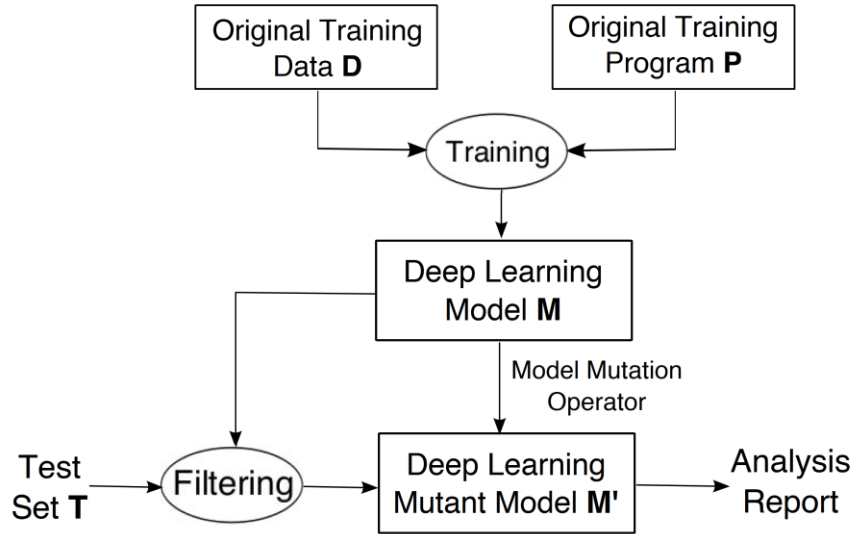 Original Training
Data D
Original Training
Program P
Training
Deep Learning
Model M
Model Mutation
Operator
Test
Set T
Filtering
Deep Learning
Mutant Model M'
Analysis
Report